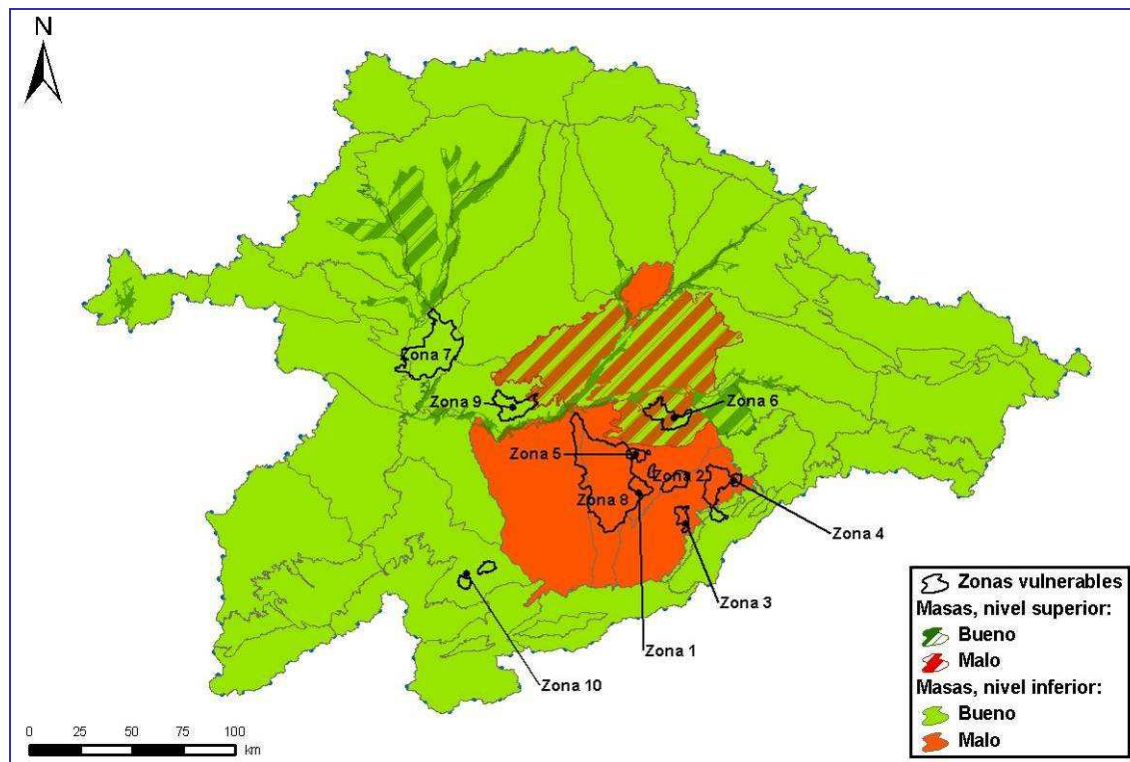 N
Zona 7
Zona 9
Zona 6
Zona 5
Zona 2
Zona 8
Zona 4
Zona 3
Zona 1
Zona 10
Zonas vulnerables
Masas, nivel superior:
Bueno
Malo
Masas, nivel inferior:
Bueno
Malo
0 25 50 75 100
km